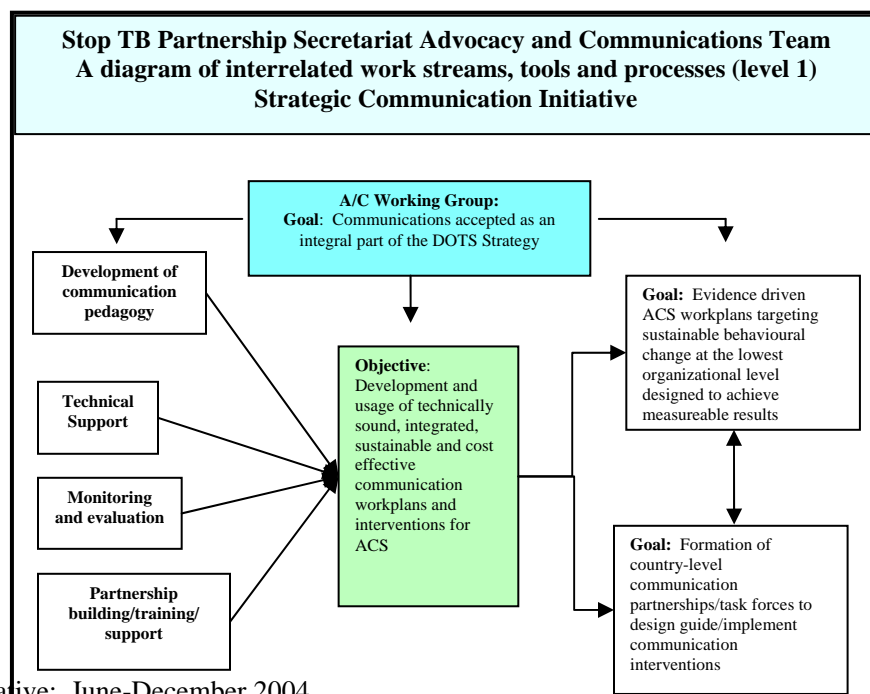 Stop TB Partnership Secretariat Advocacy and Communications Team
A diagram of interrelated work streams, tools and processes (level 1)
Strategic Communication Initiative
A/C Working Group:
Goal: Communications accepted as an
integral part of the DOTS Strategy
Development of
communication
pedagogy
Technical
Support
Monitoring
and evaluation
Partnership
building/training/
support
Objective:
Development and
usage of technically
sound, integrated,
sustainable and cost
effective
communication
workplans and
interventions for
ACS
Goal: Evidence driven
ACS workplans targeting
sustainable behavioural
change at the lowest
organizational level
designed to achieve
measureable results
Goal: Formation of
country-level
communication
partnerships/task forces to
design guide/implement
communication
interventions
ative: June-December 2004